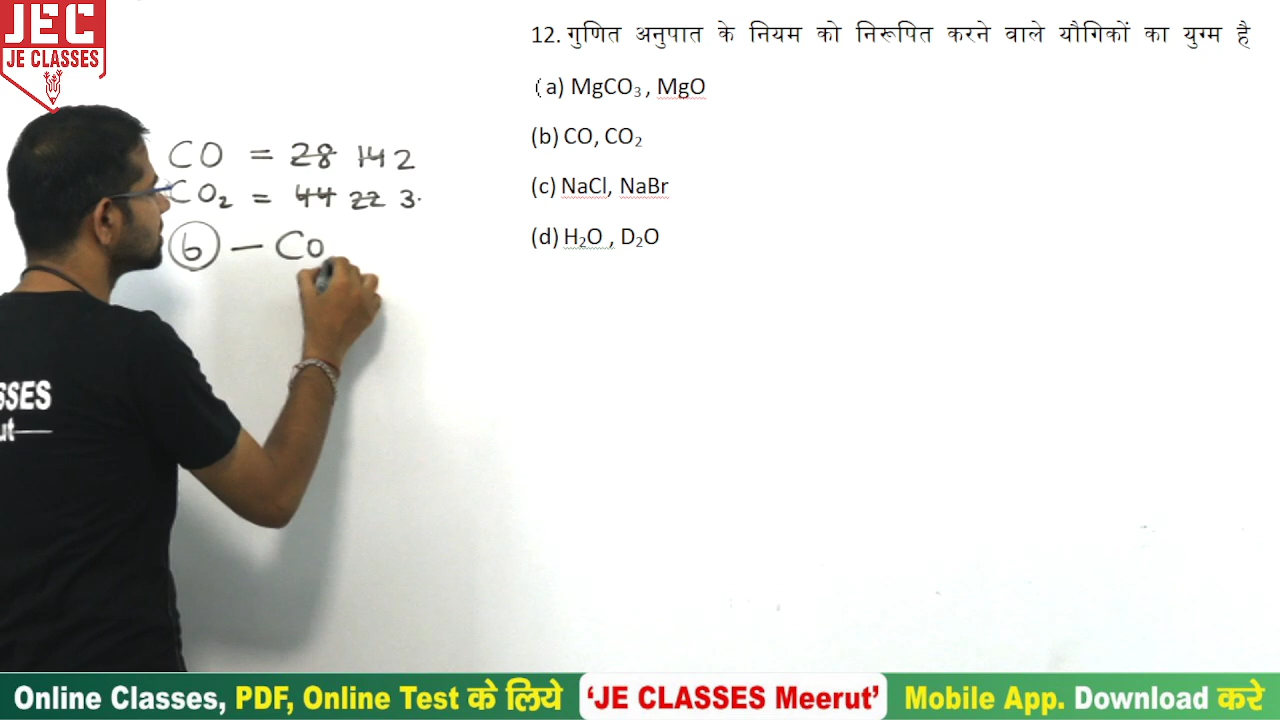 JEC
JE CLASSES
12. गुणित अनुपात के नियम को निरूपित करने वाले यौगिकों का युग्म है
(a) MgCO₃, MgO
(b) CO, CO₂
(c) NaCl, NaBr
(d) H₂O, D₂O
CO = 28 14 2
CO₂ = 44 22 3
(b) — CO
SSES
ut—
Online Classes, PDF, Online Test के लिये 'JE CLASSES Meerut' Mobile App. Download करे